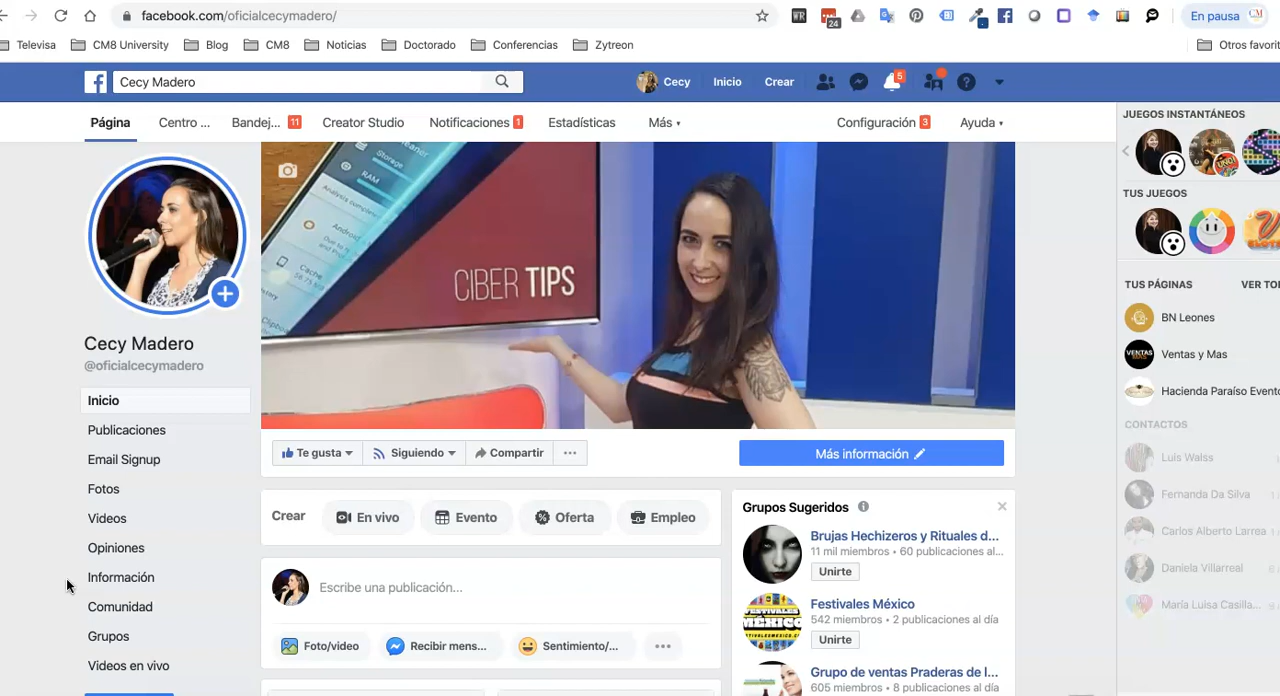 facebook.com/oficialcecymadero/
24
En pausa
Televisa
CM8 University
Blog
CM8
Noticias
Doctorado
Conferencias
Zytreon
Otros favorit
Cecy Madero
Cecy
Inicio
Crear
5
Página
Centro ...
Bandej... 11
Creator Studio
Notificaciones 1
Estadísticas
Más
Configuración 3
Ayuda
JUEGOS INSTANTÁNEOS
TUS JUEGOS
TUS PÁGINAS
VER TOD
BN Leones
Ventas y Mas
Hacienda Paraíso Evento
CONTACTOS
Luis Walss
Fernanda Da Silva
Carlos Alberto Larrea
Daniela Villarreal
María Luisa Casilla...
Storage
RAM
Cache
CIBER TIPS
Cecy Madero
@oficialcecymadero
Inicio
Publicaciones
Email Signup
Fotos
Videos
Opiniones
Información
Comunidad
Grupos
Videos en vivo
Te gusta
Siguiendo
Compartir
...
Más información
Crear
En vivo
Evento
Oferta
Empleo
Escribe una publicación...
Foto/video
Recibir mens...
Sentimiento/...
Grupos Sugeridos
Brujas Hechizeros y Rituales d...
11 mil miembros • 60 publicaciones al...
Unirte
Festivales México
542 miembros • 2 publicaciones al día
Unirte
Grupo de ventas Praderas de l...
605 miembros • 8 publicaciones al día